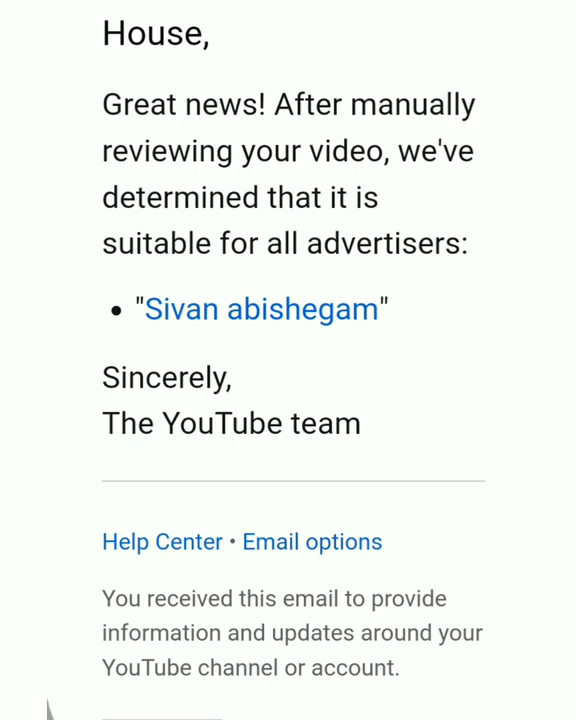 House,
Great news! After manually
reviewing your video, we've
determined that it is
suitable for all advertisers:
• "Sivan abishegam"
Sincerely,
The YouTube team
Help Center • Email options
You received this email to provide
information and updates around your
YouTube channel or account.